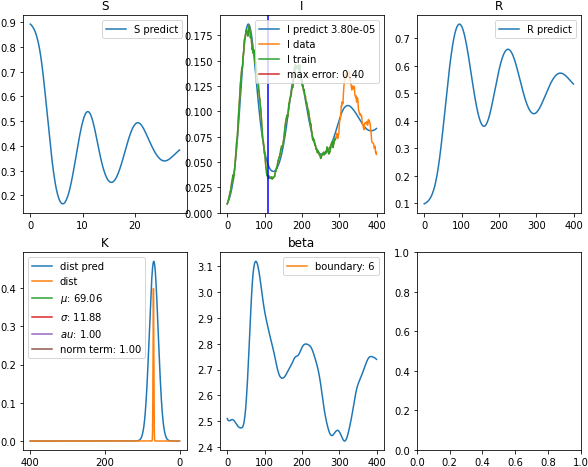 S
I
R
0.9
0.8
0.7
0.6
0.5
0.4
0.3
0.2
S predict
0 10 20
0.175
0.150
0.125
0.100
0.075
0.050
0.025
0.000
I predict 3.80e-05
I data
I train
max error: 0.40
0 100 200 300 400
0.7
0.6
0.5
0.4
0.3
0.2
0.1
R predict
0 100 200 300 400
K
beta
0.4
0.3
0.2
0.1
0.0
dist pred
dist
μ: 69.06
σ: 11.88
au: 1.00
norm term: 1.00
400 200 0
3.1
3.0
2.9
2.8
2.7
2.6
2.5
2.4
boundary: 6
0 100 200 300 400
1.0
0.8
0.6
0.4
0.2
0.0
0.0 0.2 0.4 0.6 0.8 1.0